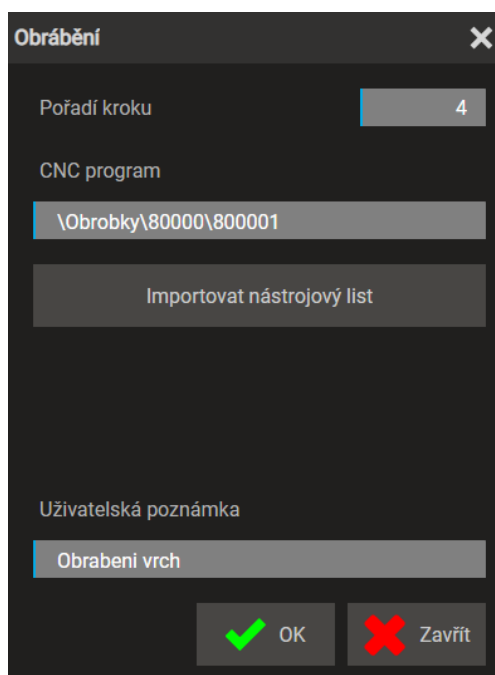 Obrábění
Pořadí kroku 4
CNC program
\Obrobky\80000\800001
Importovat nástrojový list
Uživatelská poznámka
Obrabeni vrch
OK Zavřít